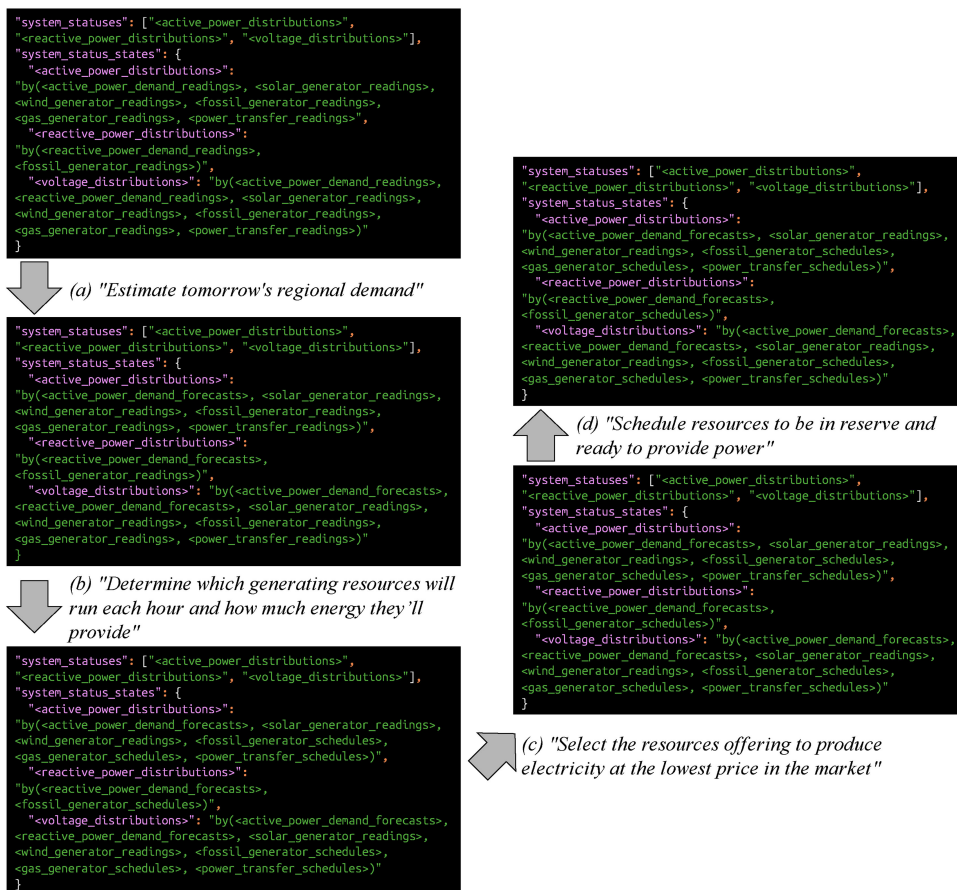 "system_statuses": ["<active_power_distributions>",
"<reactive_power_distributions>", "<voltage_distributions>"],
"system_status_states": {
"<active_power_distributions>":
"by(<active_power_demand_readings>, <solar_generator_readings>,
<wind_generator_readings>, <fossil_generator_readings>,
<gas_generator_readings>, <power_transfer_readings>",
"<reactive_power_distributions>":
"by(<reactive_power_demand_readings>,
<fossil_generator_readings>)",
"<voltage_distributions>": "by(<active_power_demand_readings>,
<reactive_power_demand_readings>, <solar_generator_readings>,
<wind_generator_readings>, <fossil_generator_readings>,
<gas_generator_readings>, <power_transfer_readings>)"
}
(a) "Estimate tomorrow's regional demand"
"system_statuses": ["<active_power_distributions>",
"<reactive_power_distributions>", "<voltage_distributions>"],
"system_status_states": {
"<active_power_distributions>":
"by(<active_power_demand_forecasts>, <solar_generator_readings>,
<wind_generator_readings>, <fossil_generator_readings>,
<gas_generator_readings>, <power_transfer_readings>)",
"<reactive_power_distributions>":
"by(<reactive_power_demand_forecasts>,
<fossil_generator_readings>)",
"<voltage_distributions>": "by(<active_power_demand_forecasts>,
<reactive_power_demand_forecasts>, <solar_generator_readings>,
<wind_generator_readings>, <fossil_generator_readings>,
<gas_generator_readings>, <power_transfer_readings>)"
}
(b) "Determine which generating resources will
run each hour and how much energy they'll
provide"
"system_statuses": ["<active_power_distributions>",
"<reactive_power_distributions>", "<voltage_distributions>"],
"system_status_states": {
"<active_power_distributions>":
"by(<active_power_demand_forecasts>, <solar_generator_readings>,
<wind_generator_readings>, <fossil_generator_schedules>,
<gas_generator_schedules>, <power_transfer_schedules>)",
"<reactive_power_distributions>":
"by(<reactive_power_demand_forecasts>,
<fossil_generator_schedules>)",
"<voltage_distributions>": "by(<active_power_demand_forecasts>,
<reactive_power_demand_forecasts>, <solar_generator_readings>,
<wind_generator_readings>, <fossil_generator_schedules>,
<gas_generator_schedules>, <power_transfer_schedules>)"
}
(c) "Select the resources offering to produce
electricity at the lowest price in the market"
"system_statuses": ["<active_power_distributions>",
"<reactive_power_distributions>", "<voltage_distributions>"],
"system_status_states": {
"<active_power_distributions>":
"by(<active_power_demand_forecasts>, <solar_generator_readings>,
<wind_generator_readings>, <fossil_generator_schedules>,
<gas_generator_schedules>, <power_transfer_schedules>)",
"<reactive_power_distributions>":
"by(<reactive_power_demand_forecasts>,
<fossil_generator_schedules>)",
"<voltage_distributions>": "by(<active_power_demand_forecasts>,
<reactive_power_demand_forecasts>, <solar_generator_readings>,
<wind_generator_readings>, <fossil_generator_schedules>,
<gas_generator_schedules>, <power_transfer_schedules>)"
}
(d) "Schedule resources to be in reserve and
ready to provide power"
"system_statuses": ["<active_power_distributions>",
"<reactive_power_distributions>", "<voltage_distributions>"],
"system_status_states": {
"<active_power_distributions>":
"by(<active_power_demand_forecasts>, <solar_generator_readings>,
<wind_generator_readings>, <fossil_generator_schedules>,
<gas_generator_schedules>, <power_transfer_schedules>)",
"<reactive_power_distributions>":
"by(<reactive_power_demand_forecasts>,
<fossil_generator_schedules>)",
"<voltage_distributions>": "by(<active_power_demand_forecasts>,
<reactive_power_demand_forecasts>, <solar_generator_readings>,
<wind_generator_readings>, <fossil_generator_schedules>,
<gas_generator_schedules>, <power_transfer_schedules>)"
}